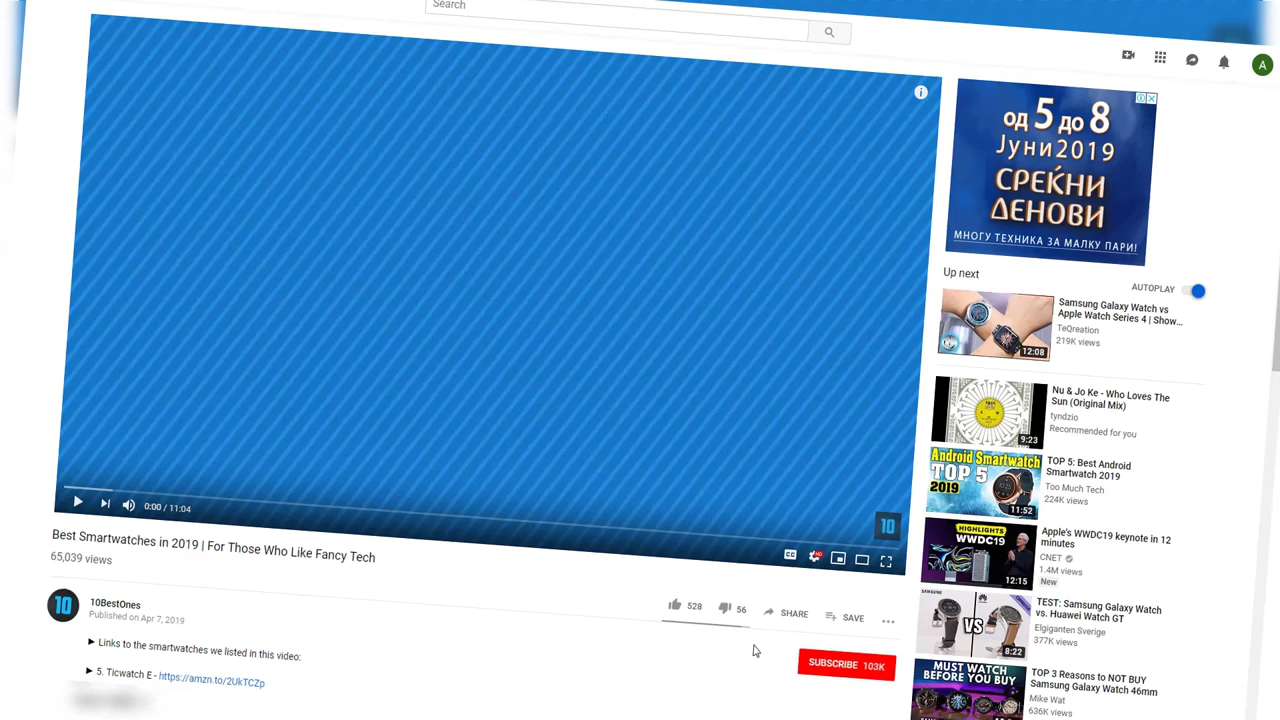 Search
A
од 5 до 8
Јуни2019
СРЕЌНИ
ДЕНОВИ
МНОГУ ТЕХНИКА ЗА МАЛКУ ПАРИ!
Up next
AUTOPLAY
Samsung Galaxy Watch vs
Apple Watch Series 4 | Show...
TeQreation
219K views
12:08
Nu & Jo Ke - Who Loves The
Sun (Original Mix)
tyndzio
Recommended for you
9:23
Android Smartwatch
TOP 5
2019
11:52
TOP 5: Best Android
Smartwatch 2019
Too Much Tech
224K views
HIGHLIGHTS
WWDC19
12:15
Apple's WWDC19 keynote in 12
minutes
CNET
1.4M views
New
SAMSUNG
HUAWEI
VS
8:22
TEST: Samsung Galaxy Watch
vs. Huawei Watch GT
Elgiganten Sverige
377K views
MUST WATCH
BEFORE YOU BUY
TOP 3 Reasons to NOT BUY
Samsung Galaxy Watch 46mm
Mike Wat
636K views
0:00 / 11:04
10
CC
HD
Best Smartwatches in 2019 | For Those Who Like Fancy Tech
65,039 views
528
56
SHARE
SAVE
10
10BestOnes
Published on Apr 7, 2019
SUBSCRIBE 103K
► Links to the smartwatches we listed in this video:
► 5. Ticwatch E - https://amzn.to/2UkTCZp